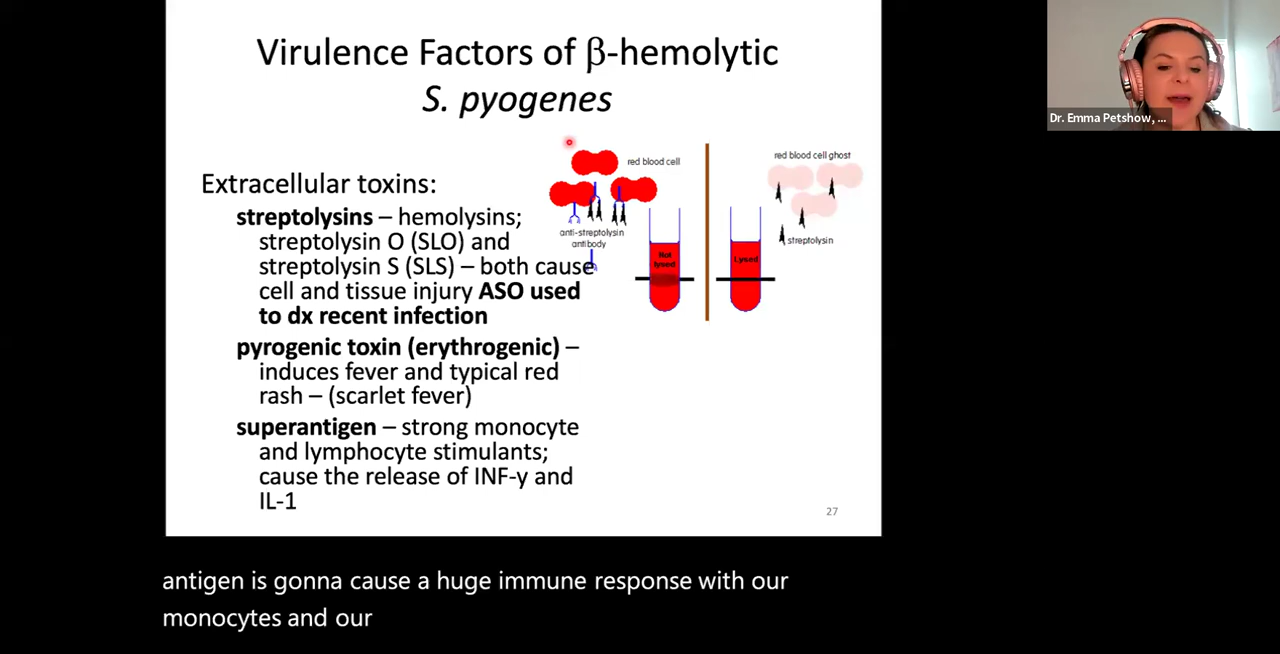 Virulence Factors of β-hemolytic
S. pyogenes
Extracellular toxins:
streptolysins – hemolysins;
streptolysin O (SLO) and
streptolysin S (SLS) – both cause
cell and tissue injury ASO used
to dx recent infection
pyrogenic toxin (erythrogenic) –
induces fever and typical red
rash – (scarlet fever)
superantigen – strong monocyte
and lymphocyte stimulants;
cause the release of INF-y and
IL-1
red blood cell
anti-streptolysin
antibody
Not
lysed
red blood cell ghost
streptolysin
Lysed
27
Dr. Emma Petshow, ...
antigen is gonna cause a huge immune response with our
monocytes and our